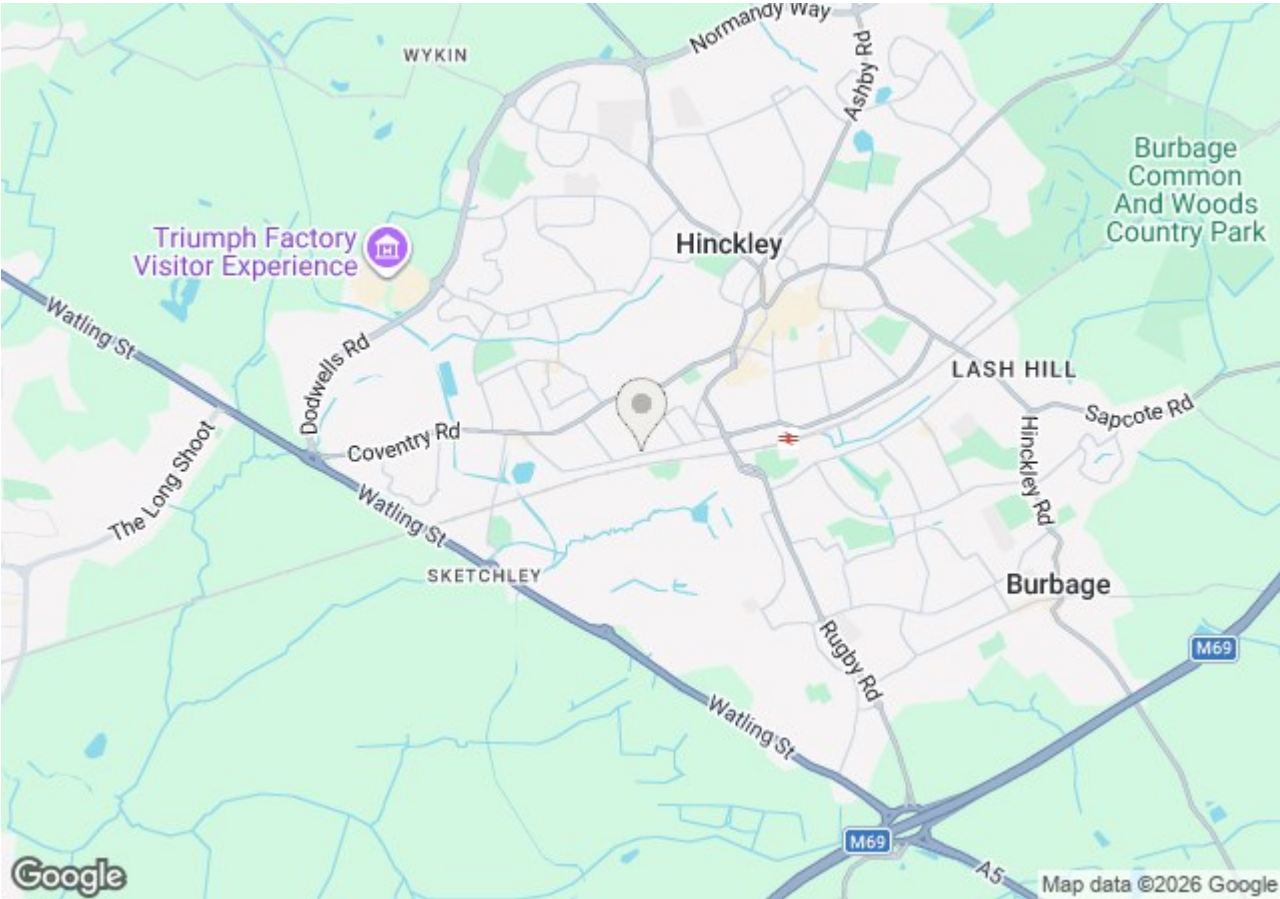 Normandy Way
WYKIN
Ashby Rd
Burbage
Common
And Woods
Country Park
Triumph Factory
Visitor Experience
Hinckley
Watling St
Dodwells Rd
LASH HILL
Sapcote Rd
Coventry Rd
Hinckley Rd
The Long Shoot
Watling St
SKETCHLEY
Burbage
Rugby Rd
M69
Watling St
M69
A5
Google
Map data ©2026 Google